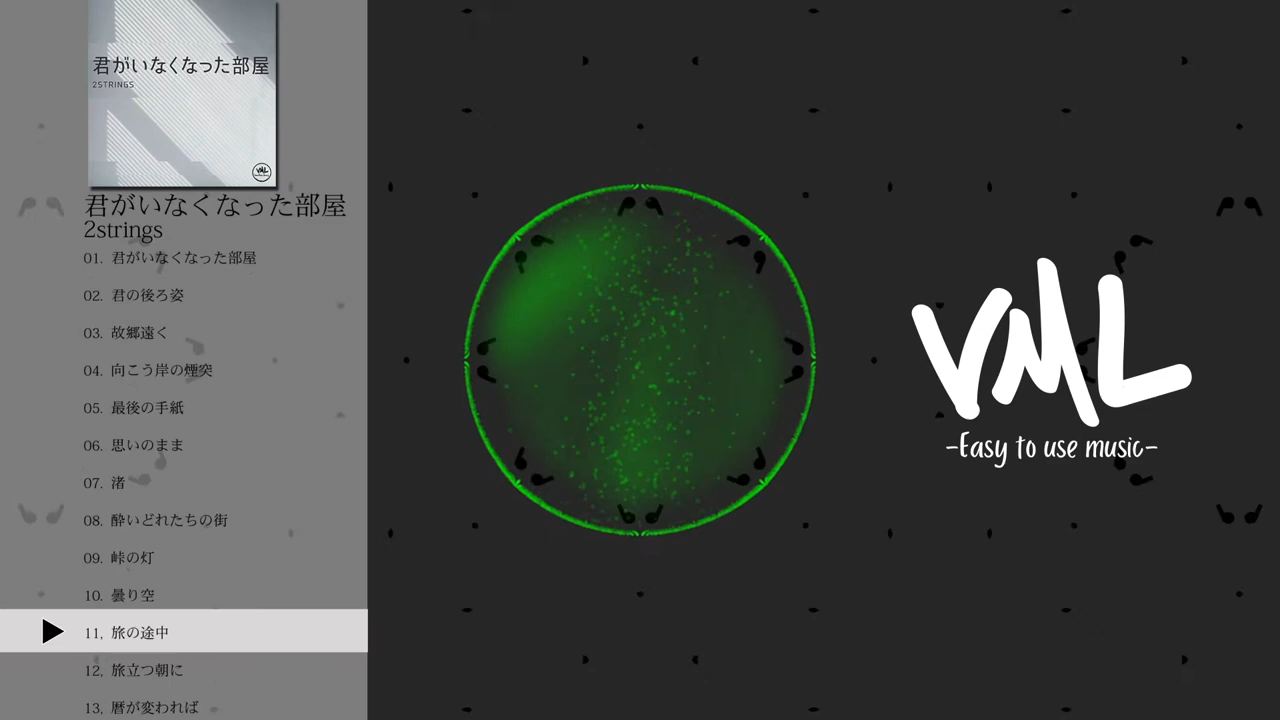 君がいなくなった部屋
2STRINGS
VML
君がいなくなった部屋
2strings
01. 君がいなくなった部屋
02. 君の後ろ姿
03. 故郷遠く
04. 向こう岸の煙突
05. 最後の手紙
06. 思いのまま
07. 渚
08. 酔いどれたちの街
09. 峠の灯
10. 曇り空
11, 旅の途中
12, 旅立つ朝に
13, 暦が変われば
VML
-Easy to use music-